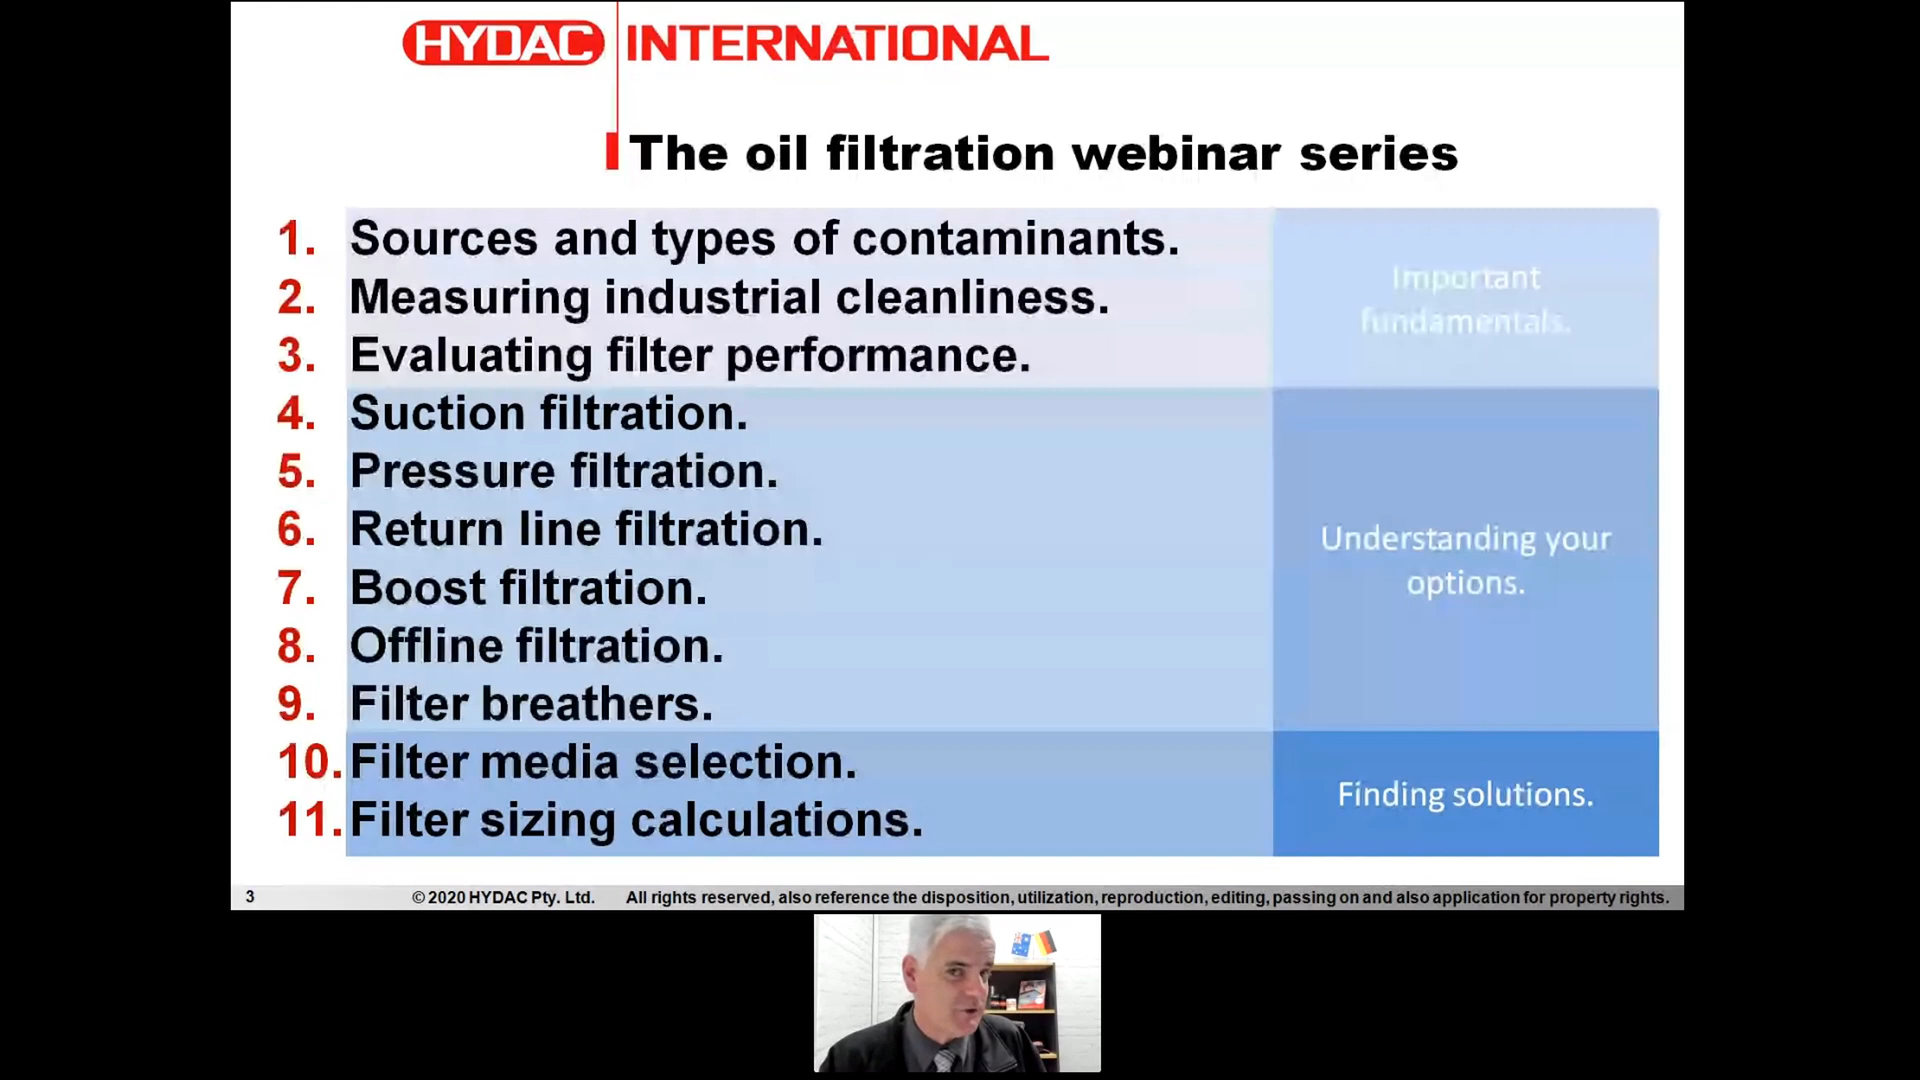 HYDAC INTERNATIONAL
The oil filtration webinar series
1. Sources and types of contaminants.
2. Measuring industrial cleanliness.
3. Evaluating filter performance.
Important
fundamentals.
4. Suction filtration.
5. Pressure filtration.
6. Return line filtration.
7. Boost filtration.
8. Offline filtration.
9. Filter breathers.
Understanding your
options.
10. Filter media selection.
11. Filter sizing calculations.
Finding solutions.
3 © 2020 HYDAC Pty. Ltd. All rights reserved, also reference the disposition, utilization, reproduction, editing, passing on and also application for property rights.